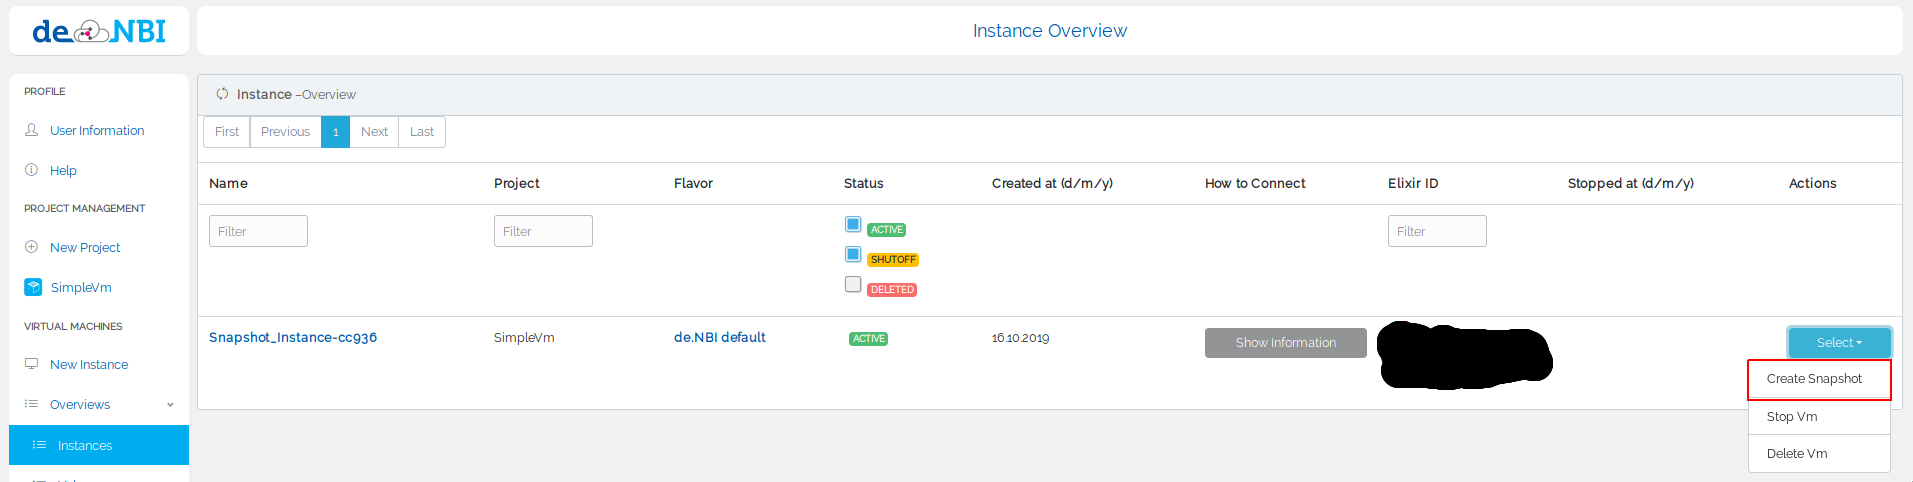 de NBI
Instance Overview
PROFILE
User Information
Help
PROJECT MANAGEMENT
New Project
SimpleVm
VIRTUAL MACHINES
New Instance
Overviews
Instances
Instance –Overview
First Previous 1 Next Last
Name Project Flavor Status Created at (d/m/y) How to Connect Elixir ID Stopped at (d/m/y) Actions
Filter Filter ACTIVE Filter
SHUTOFF
DELETED
Snapshot_Instance-cc936 SimpleVm de.NBI default ACTIVE 16.10.2019 Show Information Select
Create Snapshot
Stop Vm
Delete Vm